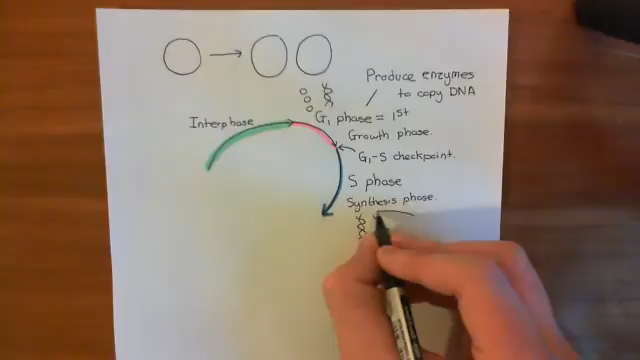 Produce enzymes
to copy DNA
Interphase
G₁ phase = 1st
Growth phase.
G₁-S checkpoint.
S phase
Synthesis phase.